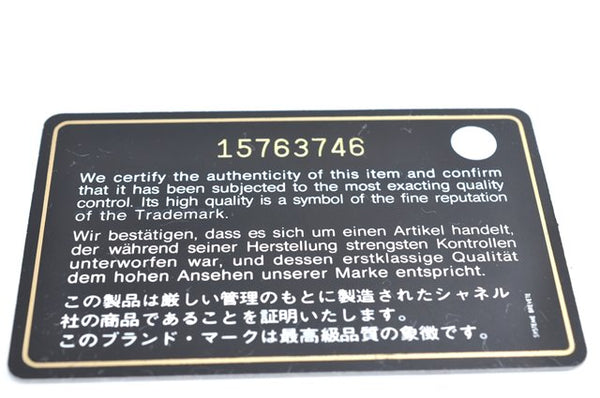 15763746
We certify the authenticity of this item and confirm
that it has been subjected to the most exacting quality
control. Its high quality is a symbol of the fine reputation
of the Trademark.
Wir bestätigen, dass es sich um einen Artikel handelt,
der während seiner Herstellung strengsten Kontrollen
unterworfen war, und dessen erstklassige Qualität
dem hohen Ansehen unserer Marke entspricht.
この製品は厳しい管理のもとに製造されたシャネル
社の商品であることを証明いたします。
このブランド・マークは最高級品質の象徴です。